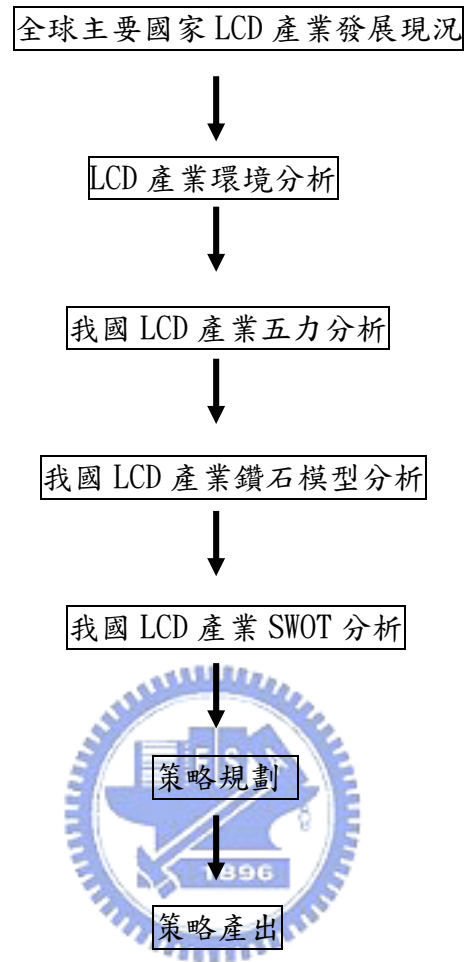 全球主要國家 LCD 產業發展現況
LCD 產業環境分析
我國 LCD 產業五力分析
我國 LCD 產業鑽石模型分析
我國 LCD 產業 SWOT 分析
策略規劃
1896
策略產出